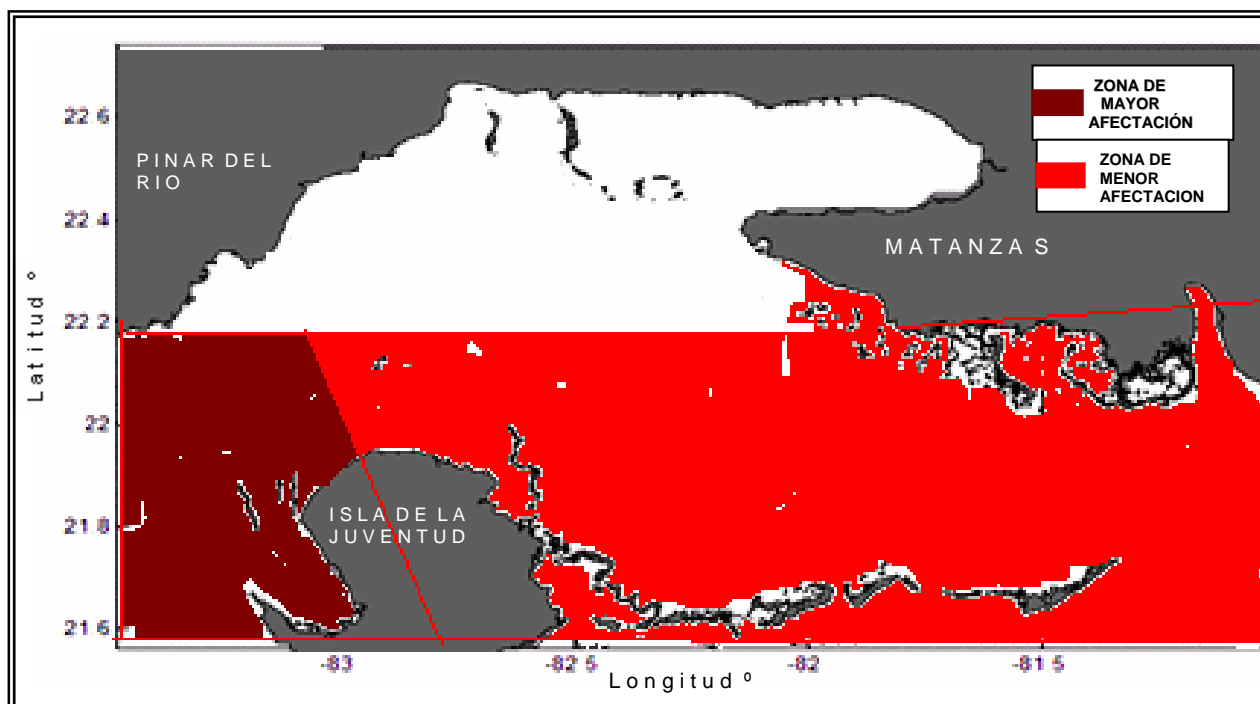 ZONA DE
MAYOR
AFECTACIÓN
ZONA DE
MENOR
AFECTACION
PINAR DEL
RIO
MATANZA S
ISLA DE LA
JUVENTUD
Latitud º
22 6
22 4
22 2
22
21 8
21 6
-83
-82 5
-82
-81 5
Longitud º